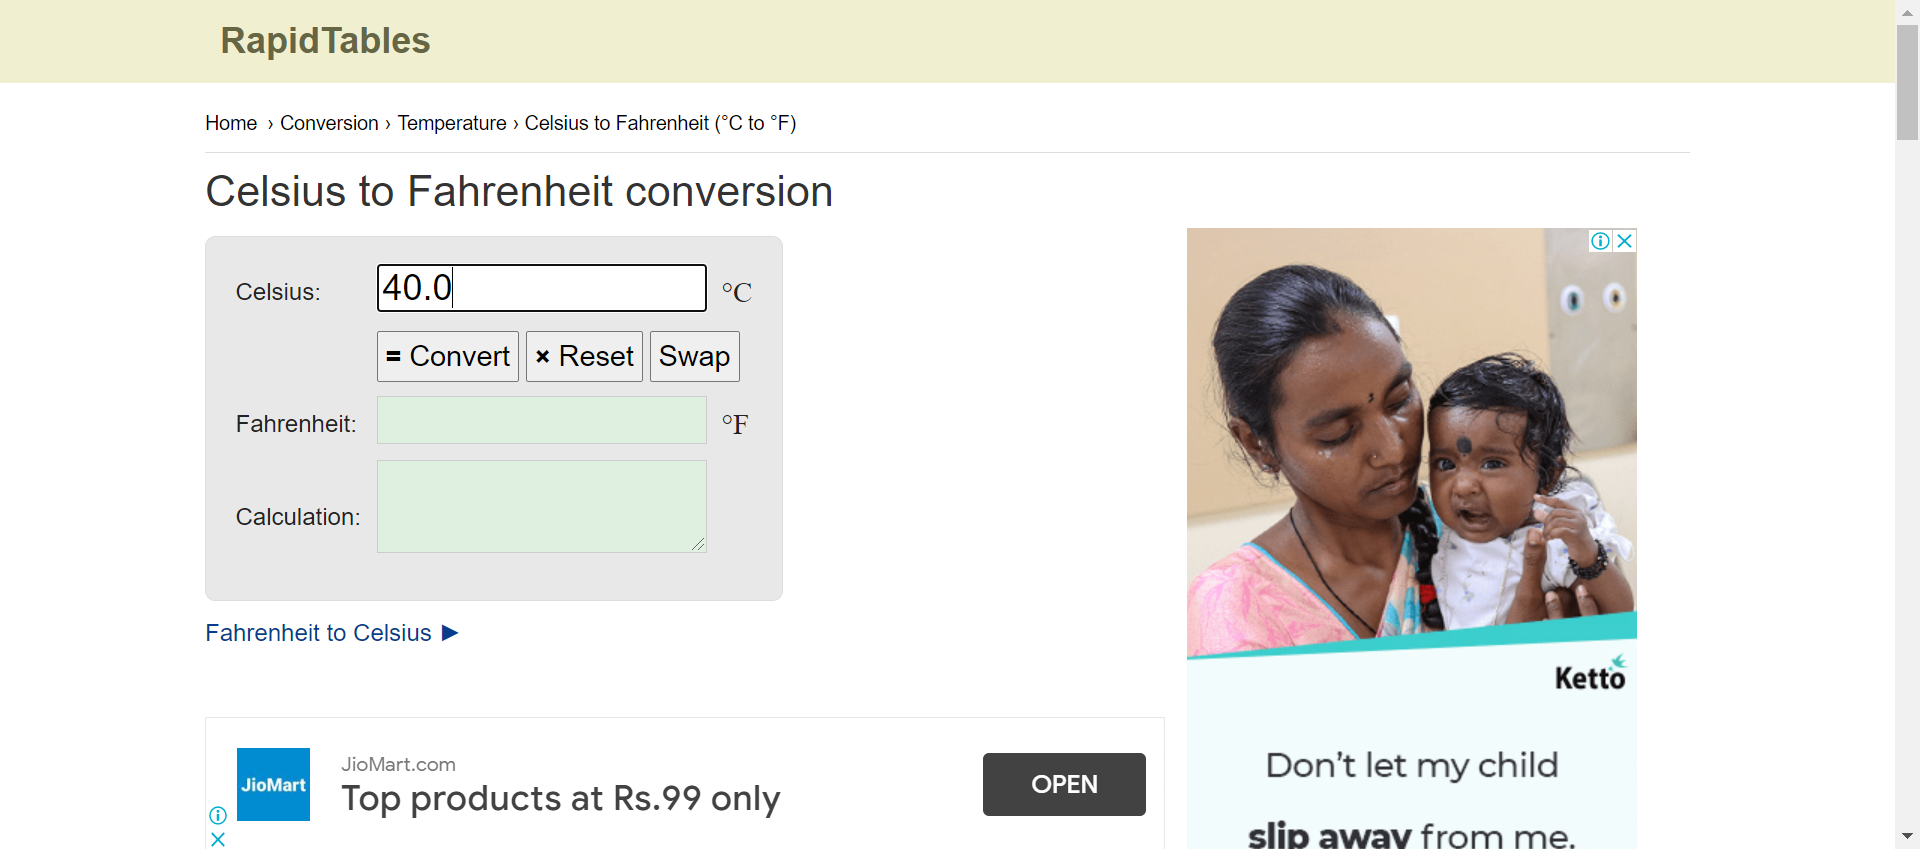 RapidTables
Home › Conversion › Temperature › Celsius to Fahrenheit (°C to °F)
Celsius to Fahrenheit conversion
Celsius: 40.0 °C
= Convert × Reset Swap
Fahrenheit: °F
Calculation:
Fahrenheit to Celsius ►
JioMart
JioMart.com
Top products at Rs.99 only
OPEN
Ketto
Don't let my child
slip away from me.